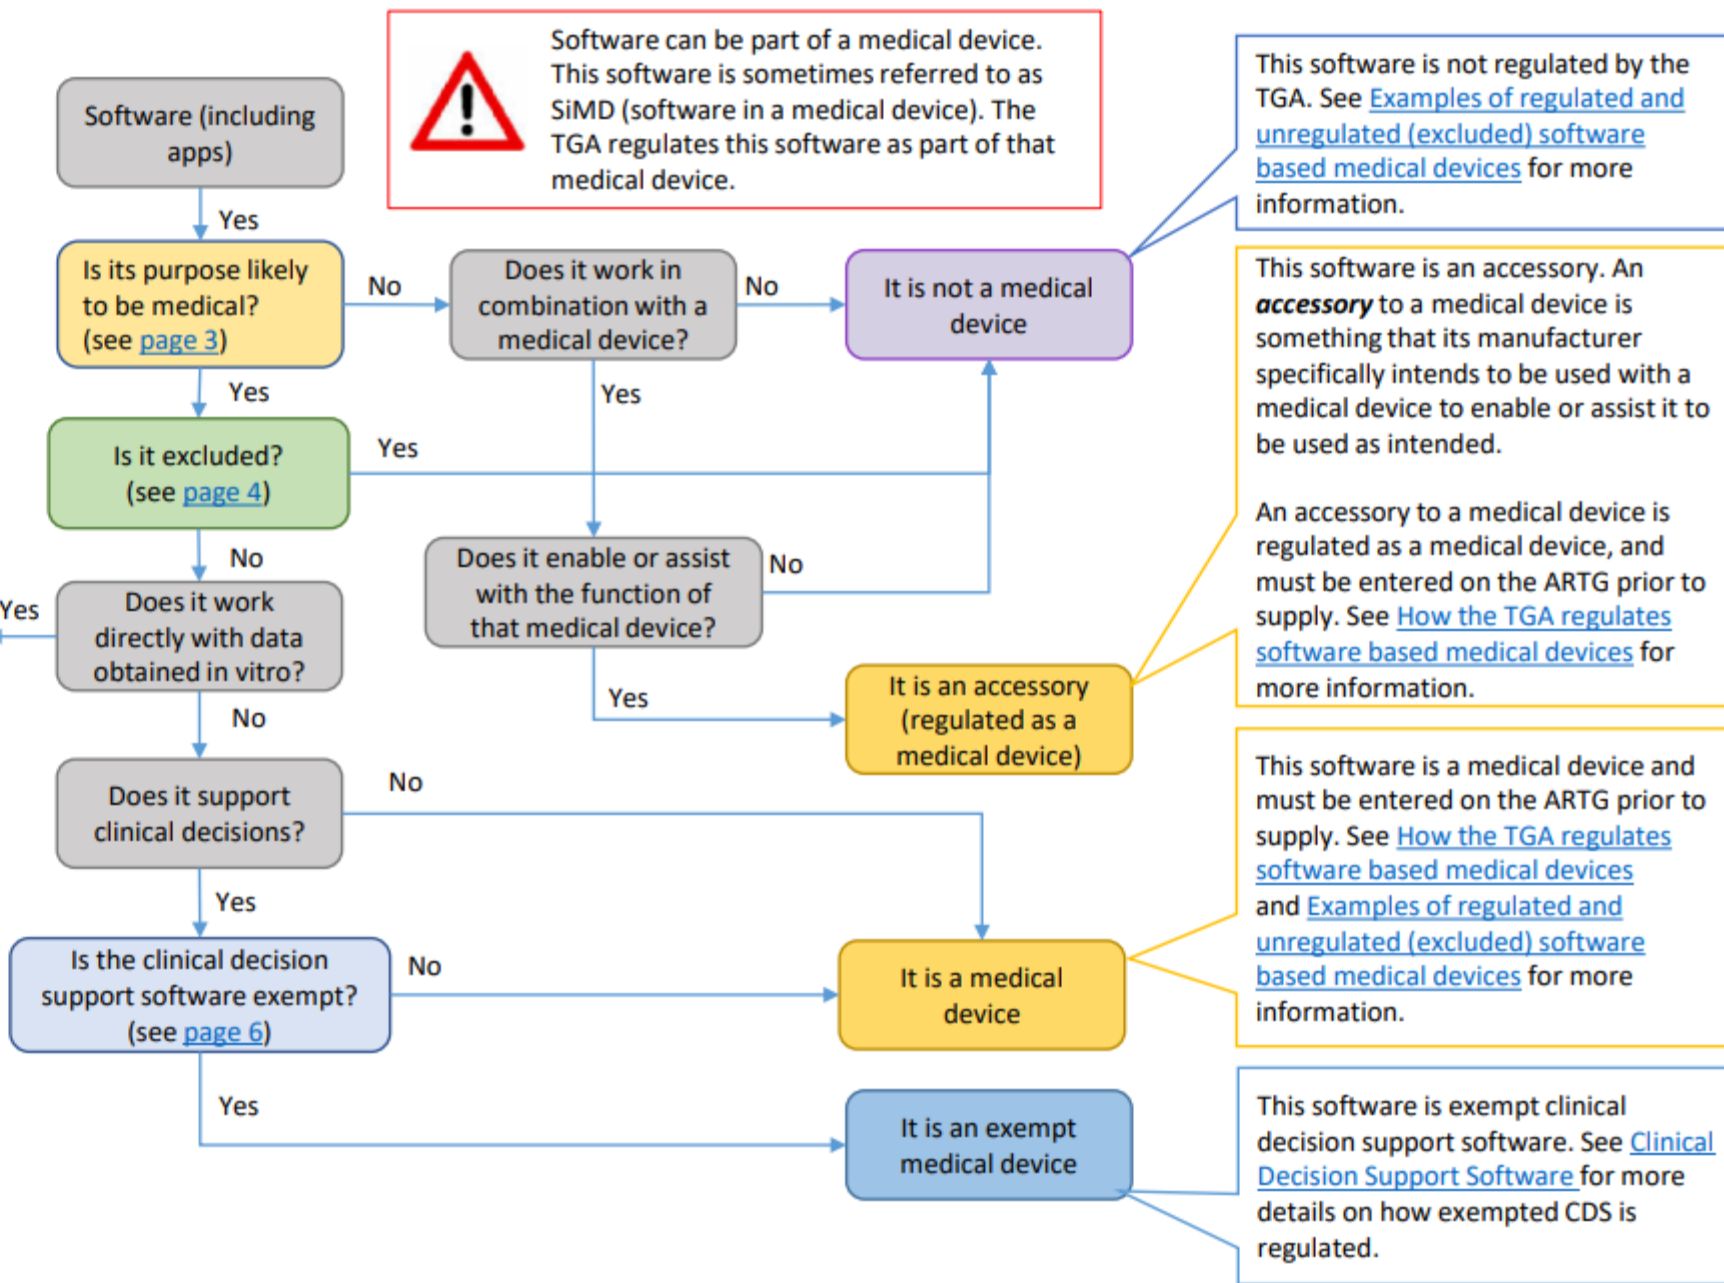 Software can be part of a medical device.
This software is sometimes referred to as
SiMD (software in a medical device). The
TGA regulates this software as part of that
medical device.
Software (including
apps)
Yes
Is its purpose likely
to be medical?
(see page 3)
No
Does it work in
combination with a
medical device?
No
It is not a medical
device
This software is not regulated by the
TGA. See Examples of regulated and
unregulated (excluded) software
based medical devices for more
information.
Yes
Yes
Is it excluded?
(see page 4)
Yes
No
Does it enable or assist
with the function of
that medical device?
No
Yes
It is an accessory
(regulated as a
medical device)
This software is an accessory. An
accessory to a medical device is
something that its manufacturer
specifically intends to be used with a
medical device to enable or assist it to
be used as intended.
An accessory to a medical device is
regulated as a medical device, and
must be entered on the ARTG prior to
supply. See How the TGA regulates
software based medical devices for
more information.
Yes
Does it work
directly with data
obtained in vitro?
No
Does it support
clinical decisions?
No
Yes
Is the clinical decision
support software exempt?
(see page 6)
No
It is a medical
device
This software is a medical device and
must be entered on the ARTG prior to
supply. See How the TGA regulates
software based medical devices
and Examples of regulated and
unregulated (excluded) software
based medical devices for more
information.
Yes
It is an exempt
medical device
This software is exempt clinical
decision support software. See Clinical
Decision Support Software for more
details on how exempted CDS is
regulated.